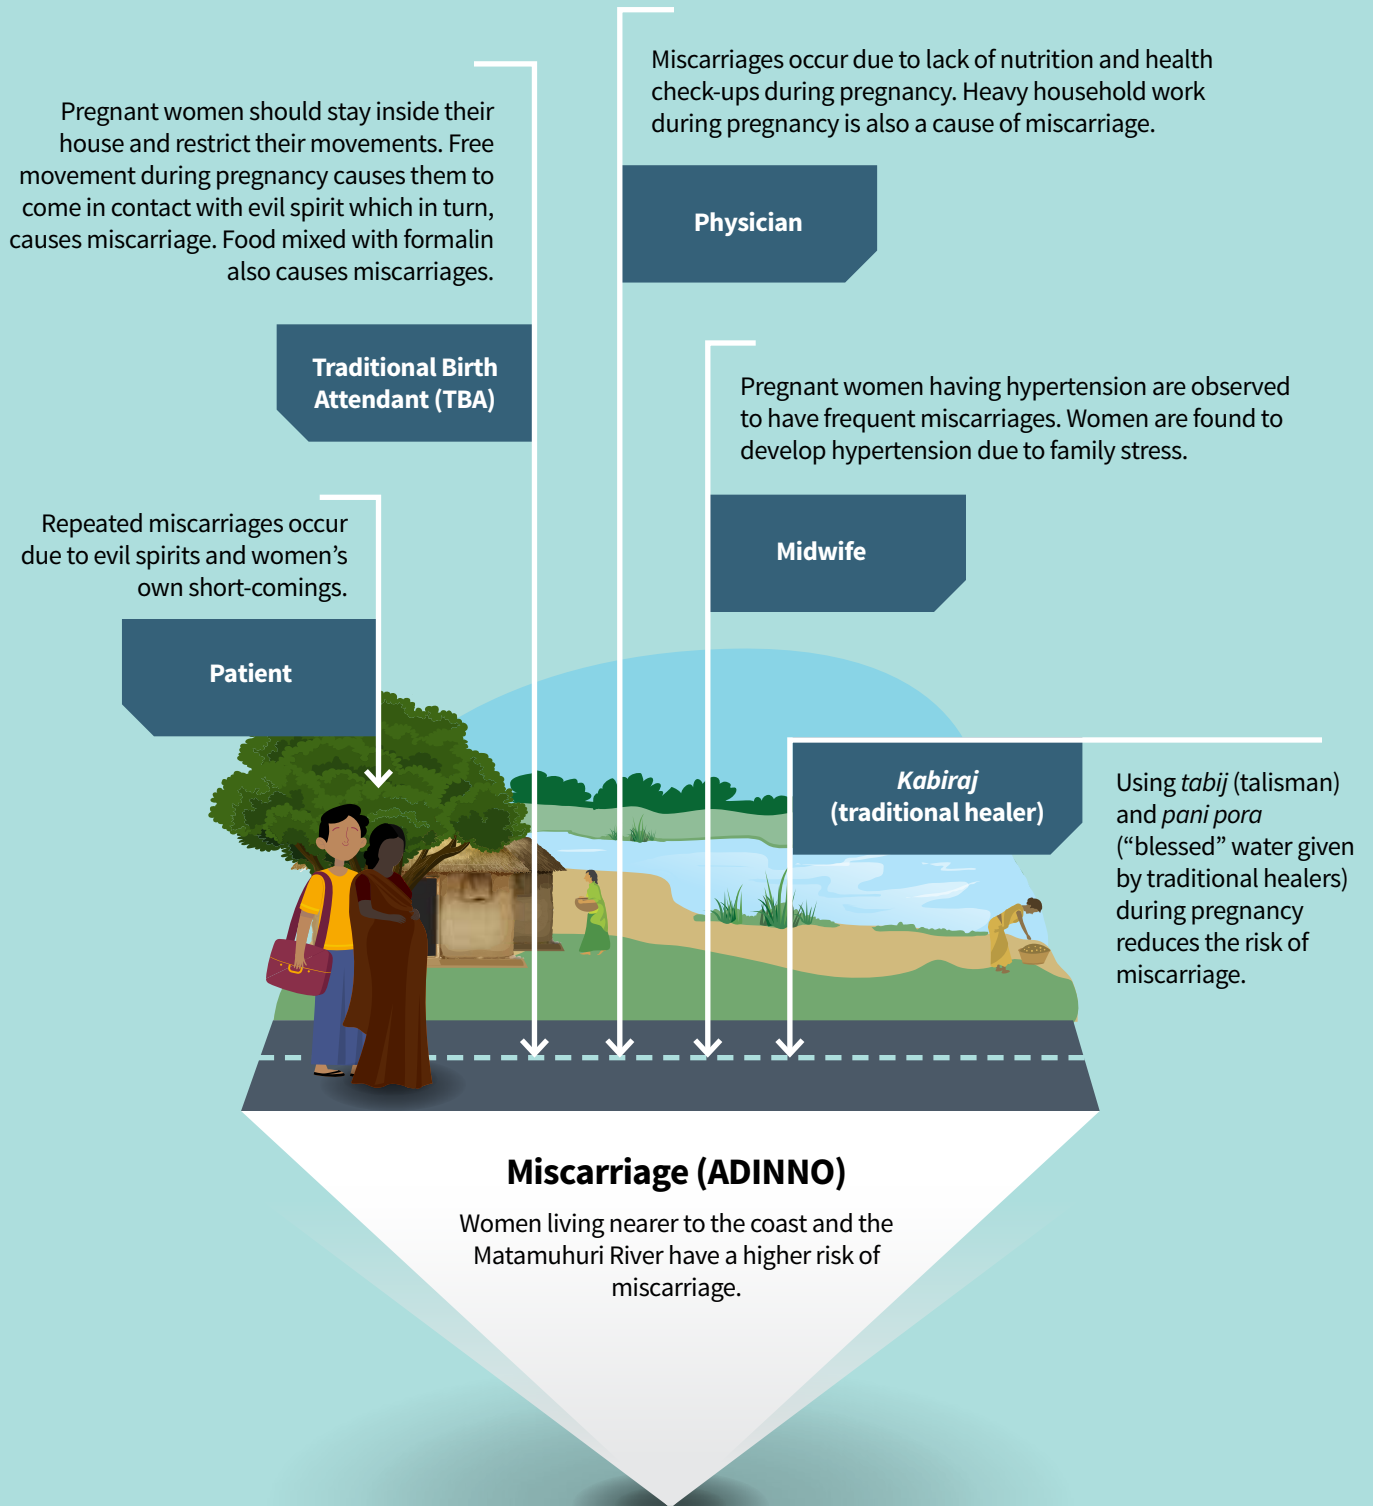 Miscarriages occur due to lack of nutrition and health
check-ups during pregnancy. Heavy household work
during pregnancy is also a cause of miscarriage.
Physician
Pregnant women should stay inside their
house and restrict their movements. Free
movement during pregnancy causes them to
come in contact with evil spirit which in turn,
causes miscarriage. Food mixed with formalin
also causes miscarriages.
Traditional Birth
Attendant (TBA)
Pregnant women having hypertension are observed
to have frequent miscarriages. Women are found to
develop hypertension due to family stress.
Midwife
Repeated miscarriages occur
due to evil spirits and women’s
own short-comings.
Patient
Kabiraj
(traditional healer)
Using tabij (talisman)
and pani pora
(“blessed” water given
by traditional healers)
during pregnancy
reduces the risk of
miscarriage.
Miscarriage (ADINNO)
Women living nearer to the coast and the
Matamuhuri River have a higher risk of
miscarriage.